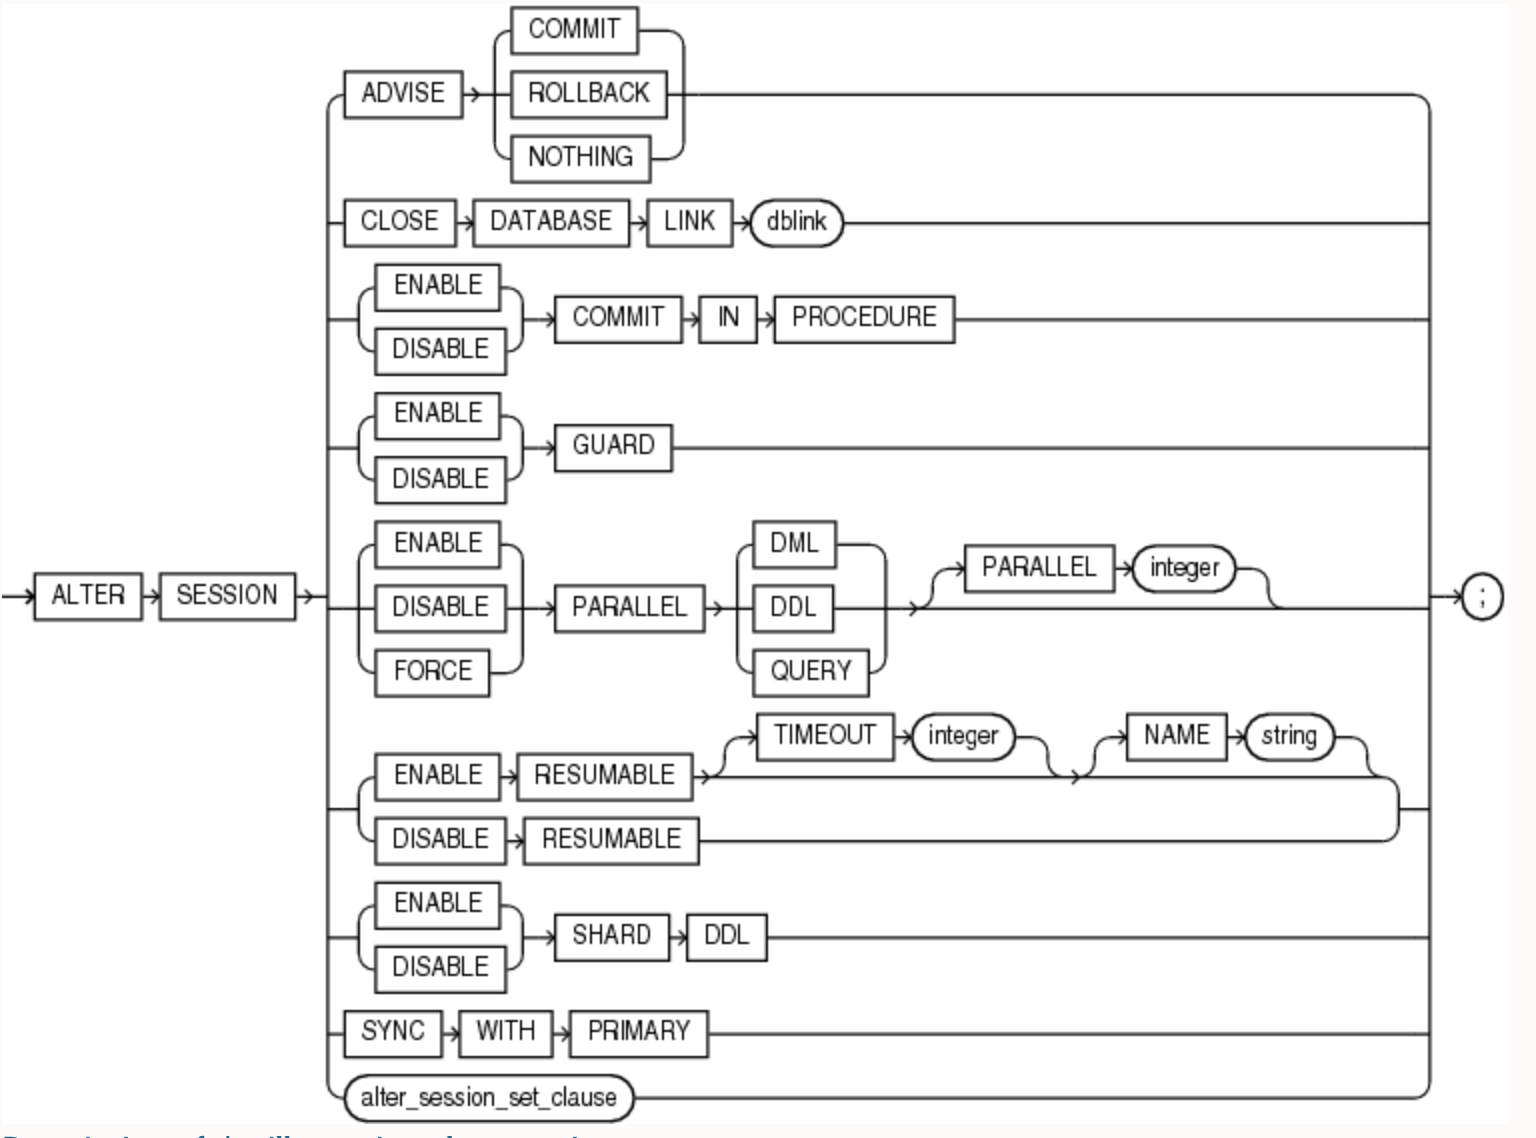 COMMIT
ADVISE ROLLBACK
NOTHING
CLOSE DATABASE LINK dblink
ENABLE
COMMIT IN PROCEDURE
DISABLE
ENABLE
GUARD
DISABLE
ENABLE DML
PARALLEL integer
ALTER SESSION DISABLE PARALLEL DDL ;
FORCE QUERY
TIMEOUT integer NAME string
ENABLE RESUMABLE
DISABLE RESUMABLE
ENABLE
SHARD DDL
DISABLE
SYNC WITH PRIMARY
alter_session_set_clause